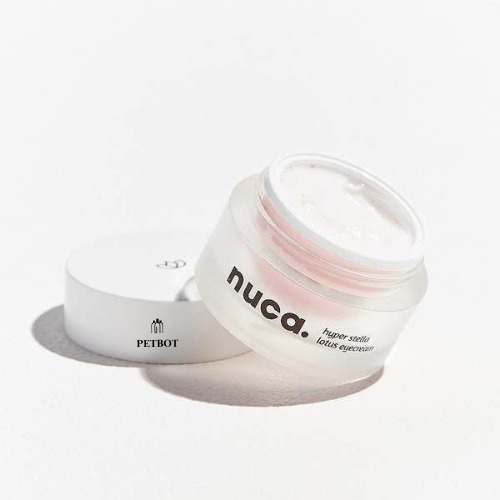 nuca.
hyper stella
lotus eyecream
PETBOT